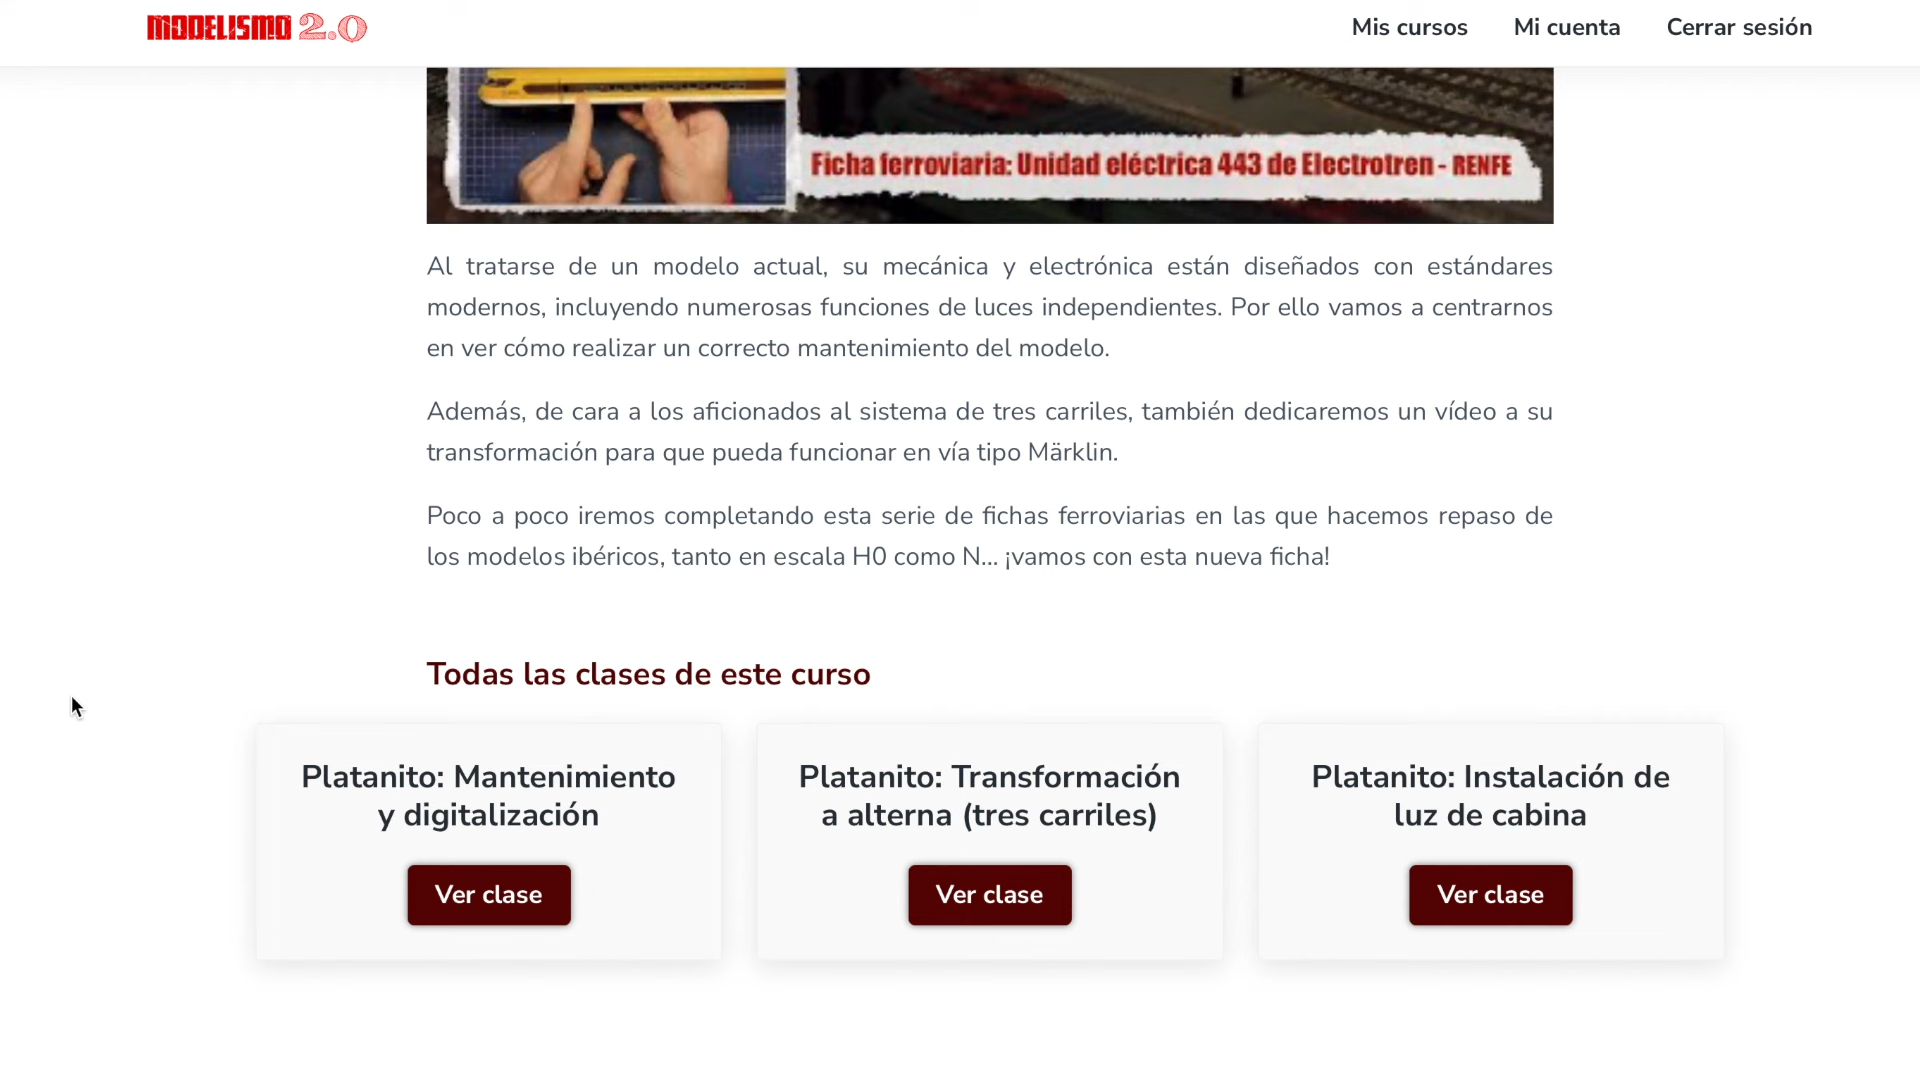 MODELISMO 2.0
Mis cursos
Mi cuenta
Cerrar sesión
Ficha ferroviaria: Unidad eléctrica 443 de Electrotren - RENFE
Al tratarse de un modelo actual, su mecánica y electrónica están diseñados con estándares
modernos, incluyendo numerosas funciones de luces independientes. Por ello vamos a centrarnos
en ver cómo realizar un correcto mantenimiento del modelo.
Además, de cara a los aficionados al sistema de tres carriles, también dedicaremos un vídeo a su
transformación para que pueda funcionar en vía tipo Märklin.
Poco a poco iremos completando esta serie de fichas ferroviarias en las que hacemos repaso de
los modelos ibéricos, tanto en escala H0 como N... ¡vamos con esta nueva ficha!
Todas las clases de este curso
Platanito: Mantenimiento
y digitalización
Ver clase
Platanito: Transformación
a alterna (tres carriles)
Ver clase
Platanito: Instalación de
luz de cabina
Ver clase